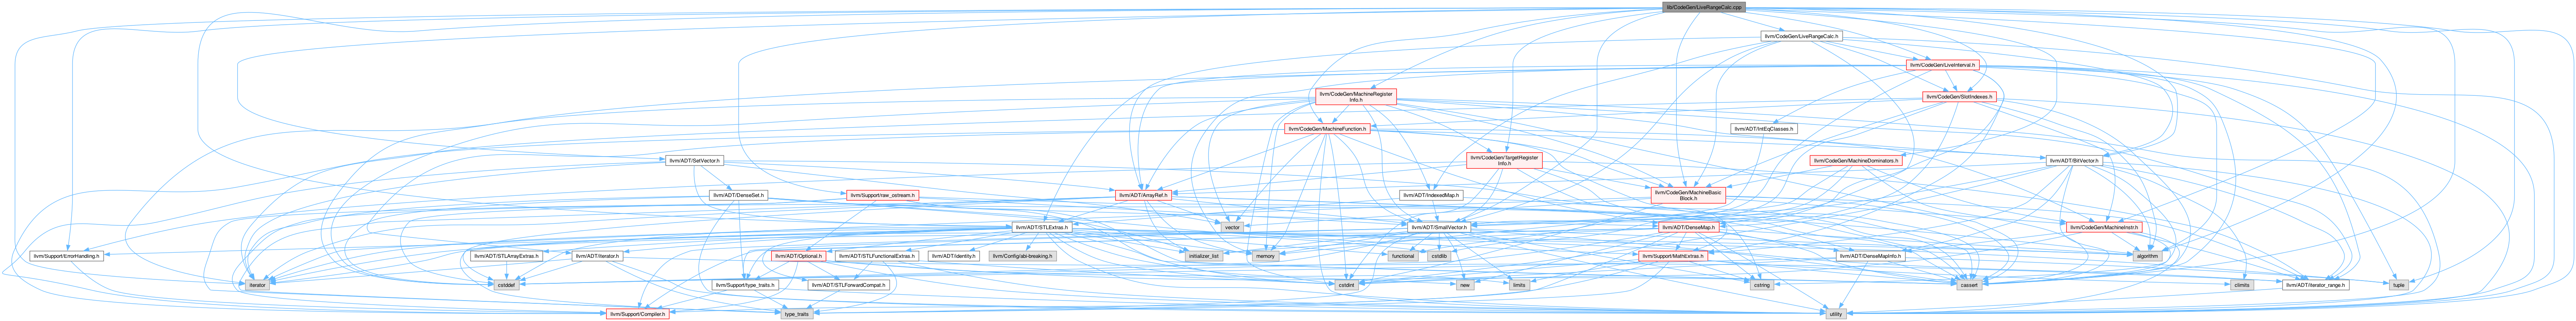 lib/CodeGen/LiveRangeCalc.cpp
llvm/CodeGen/LiveRangeCalc.h
llvm/CodeGen/LiveInterval.h
llvm/CodeGen/MachineRegister
Info.h
llvm/CodeGen/SlotIndexes.h
llvm/CodeGen/MachineFunction.h
llvm/ADT/IntEqClasses.h
llvm/ADT/SetVector.h
llvm/CodeGen/TargetRegister
Info.h
llvm/CodeGen/MachineDominators.h
llvm/ADT/BitVector.h
llvm/ADT/DenseSet.h
llvm/Support/raw_ostream.h
llvm/ADT/ArrayRef.h
llvm/ADT/IndexedMap.h
llvm/CodeGen/MachineBasic
Block.h
llvm/ADT/STLExtras.h
vector
llvm/ADT/SmallVector.h
llvm/ADT/DenseMap.h
llvm/CodeGen/MachineInstr.h
llvm/Support/ErrorHandling.h
llvm/ADT/STLArrayExtras.h
llvm/ADT/iterator.h
llvm/ADT/Optional.h
llvm/ADT/STLFunctionalExtras.h
llvm/ADT/identity.h
llvm/Config/abi-breaking.h
initializer_list
memory
functional
cstdlib
llvm/Support/MathExtras.h
llvm/ADT/DenseMapInfo.h
algorithm
iterator
cstddef
llvm/Support/type_traits.h
llvm/ADT/STLForwardCompat.h
cstdint
new
limits
cstring
cassert
climits
llvm/ADT/iterator_range.h
tuple
llvm/Support/Compiler.h
type_traits
utility